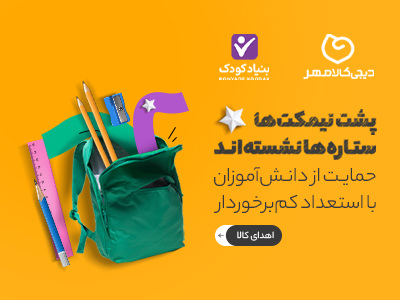 دیجی‌کالا مهر
بنیاد کودک
BONYADE KOODAK
پشت نیمکت‌ها
ستاره‌ها نشسته‌اند
حمایت از دانش‌آموزان
با استعداد کم‌برخوردار
اهدای کالا